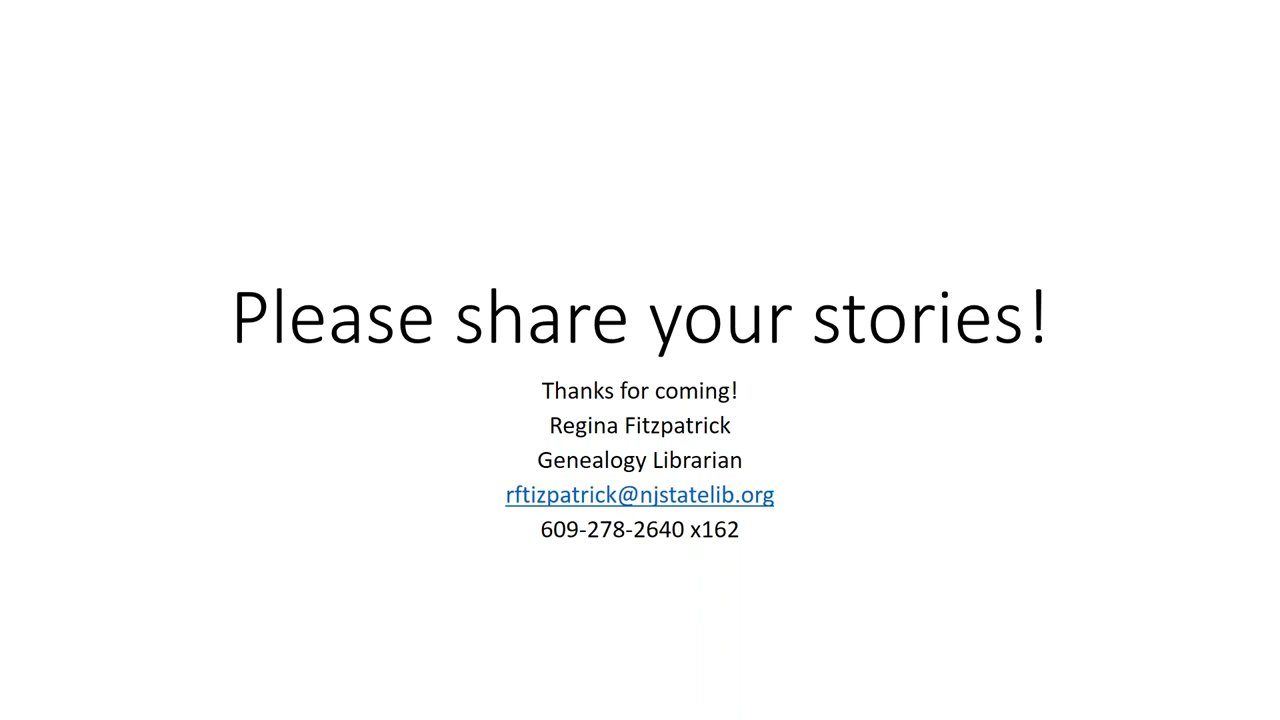 Please share your stories!
Thanks for coming!
Regina Fitzpatrick
Genealogy Librarian
rftizpatrick@njstatelib.org
609-278-2640 x162